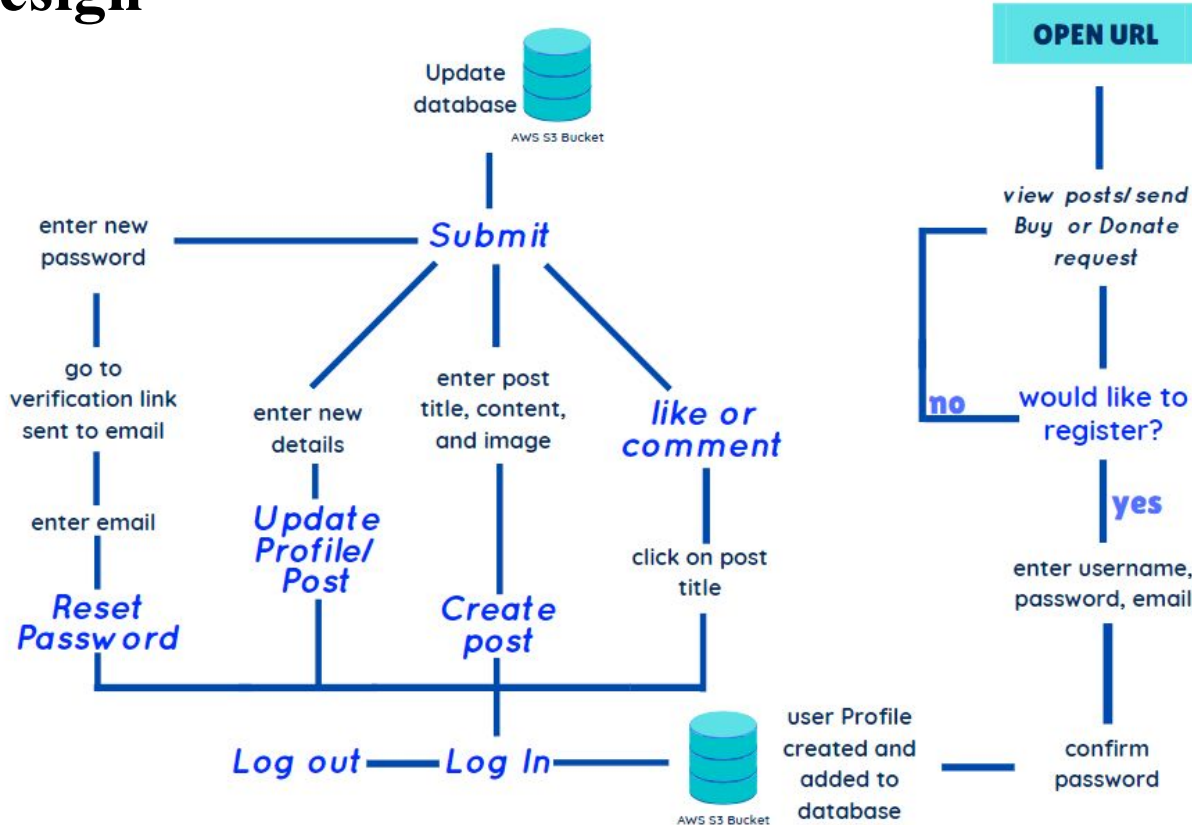 esign
OPEN URL
view posts/send
Buy or Donate
request
would like to
register?
no
yes
enter username,
password, email
confirm
password
user Profile
created and
added to
database
AWS S3 Bucket
Log In
Log out
Reset
Password
enter email
go to
verification link
sent to email
enter new
password
Update
Profile/
Post
enter new
details
Create
post
enter post
title, content,
and image
click on post
title
like or
comment
Submit
Update
database
AWS S3 Bucket